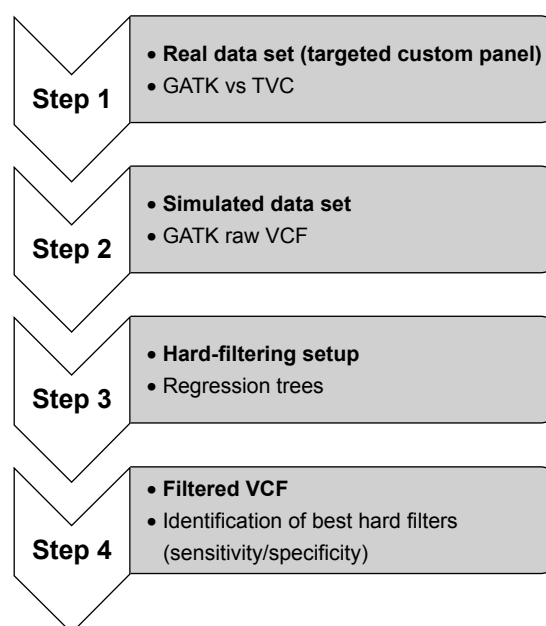 Step 1
• Real data set (targeted custom panel)
• GATK vs TVC
Step 2
• Simulated data set
• GATK raw VCF
Step 3
• Hard-filtering setup
• Regression trees
Step 4
• Filtered VCF
• Identification of best hard filters
(sensitivity/specificity)